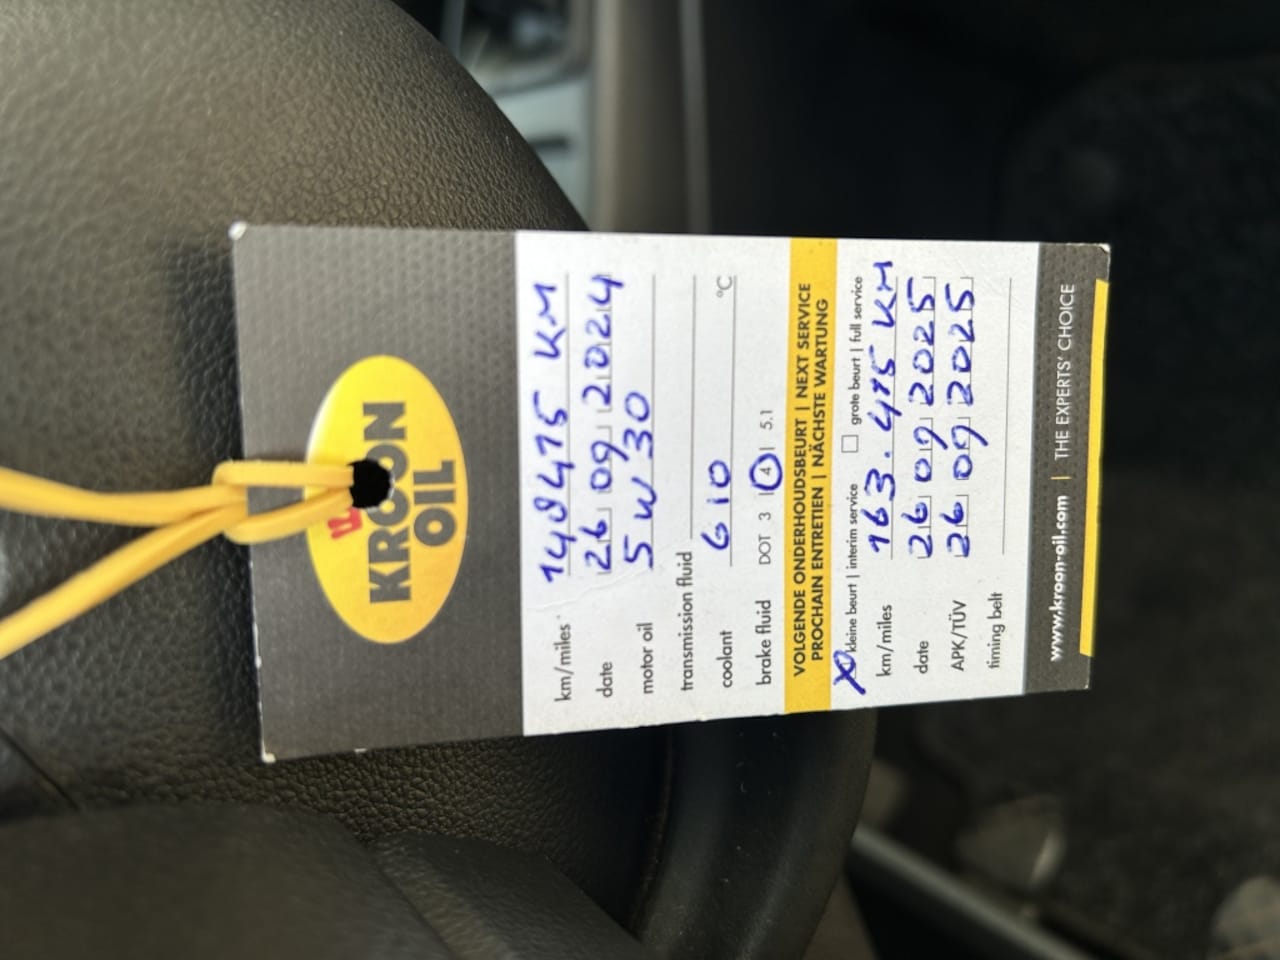 KROON
OIL
km/miles 148475 KM
date 26 09 2024
motor oil 5W30
transmission fluid
coolant G10 °C
brake fluid DOT 3 | 4 | 5.1
VOLGENDE ONDERHOUDSBEURT | NEXT SERVICE
PROCHAIN ENTRETIEN | NÄCHSTE WARTUNG
kleine beurt | interim service grote beurt | full service
km/miles 163.475 KM
date 26 09 2025
APK/TÜV 26 09 2025
timing belt
www.kroon-oil.com | THE EXPERTS' CHOICE